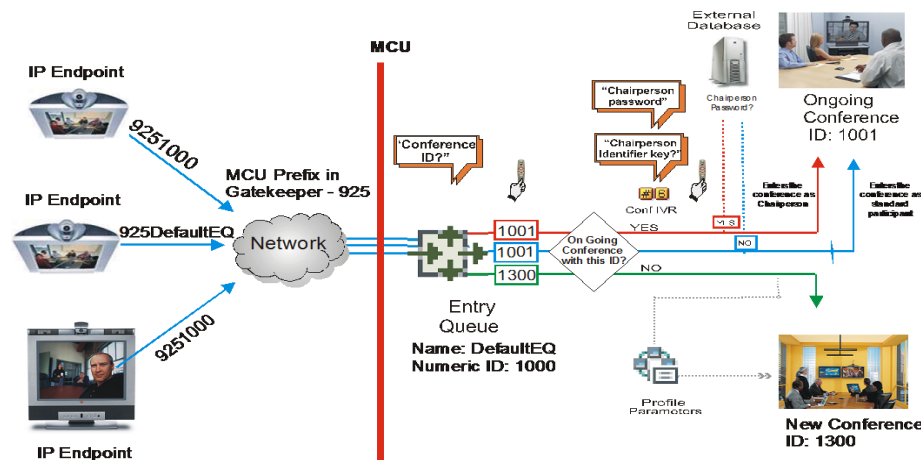 IP Endpoint
9251000
IP Endpoint
925DefaultEQ
9251000
IP Endpoint
MCU Prefix in
Gatekeeper - 925
Network
MCU
'Conference
ID?"
Entry
Queue
Name: DefaultEQ
Numeric ID: 1000
1001
1001
1300
"Chairperson
password"
"Chairperson
Identifier key?"
# B
Conf IVR
YES
On Going
Conference
with this ID?
NO
External
Database
Chairperson
Password?
YES
NO
Ongoing
Conference
ID: 1001
Enters the
conference as
Chairperson
Enters the
conference as
standard
participant
Profile
Paramotors
New Conference
ID: 1300